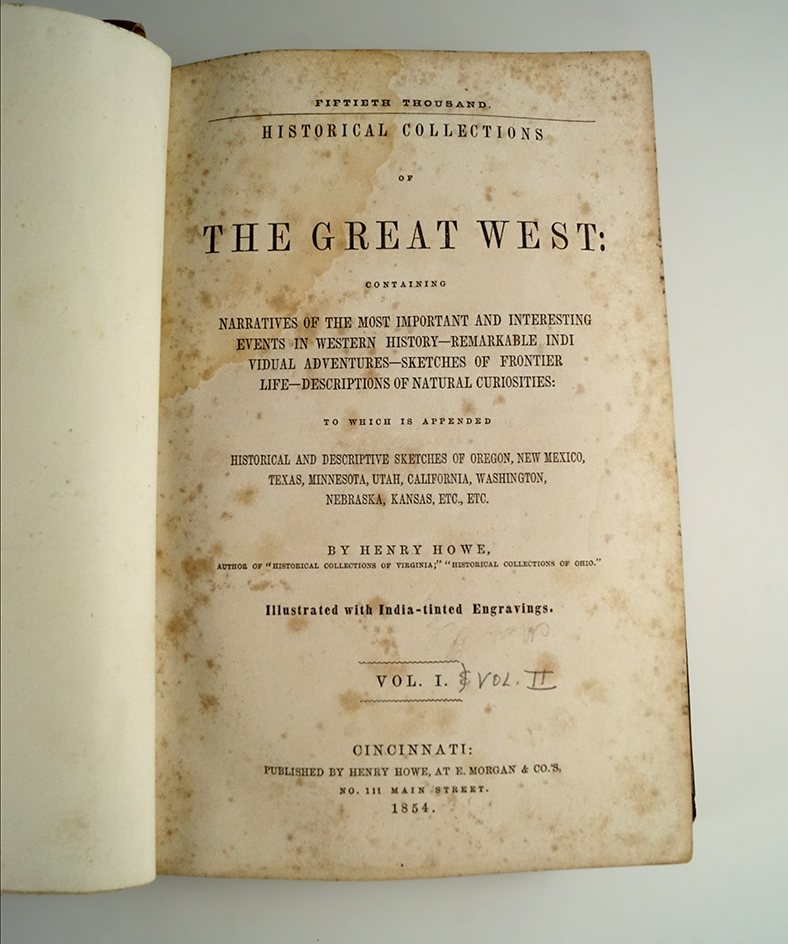 FIFTIETH THOUSAND.
HISTORICAL COLLECTIONS
OF
THE GREAT WEST:
CONTAINING
NARRATIVES OF THE MOST IMPORTANT AND INTERESTING
EVENTS IN WESTERN HISTORY—REMARKABLE INDI
VIDUAL ADVENTURES—SKETCHES OF FRONTIER
LIFE—DESCRIPTIONS OF NATURAL CURIOSITIES:
TO WHICH IS APPENDED
HISTORICAL AND DESCRIPTIVE SKETCHES OF OREGON, NEW MEXICO,
TEXAS, MINNESOTA, UTAH, CALIFORNIA, WASHINGTON,
NEBRASKA, KANSAS, ETC., ETC.
BY HENRY HOWE,
AUTHOR OF "HISTORICAL COLLECTIONS OF VIRGINIA;" "HISTORICAL COLLECTIONS OF OHIO."
Illustrated with India-tinted Engravings.
VOL. I. & VOL. II
CINCINNATI:
PUBLISHED BY HENRY HOWE, AT E. MORGAN & CO.'S,
NO. 111 MAIN STREET.
1854.